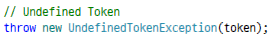 // Undefined Token
throw new UndefinedTokenException(token);